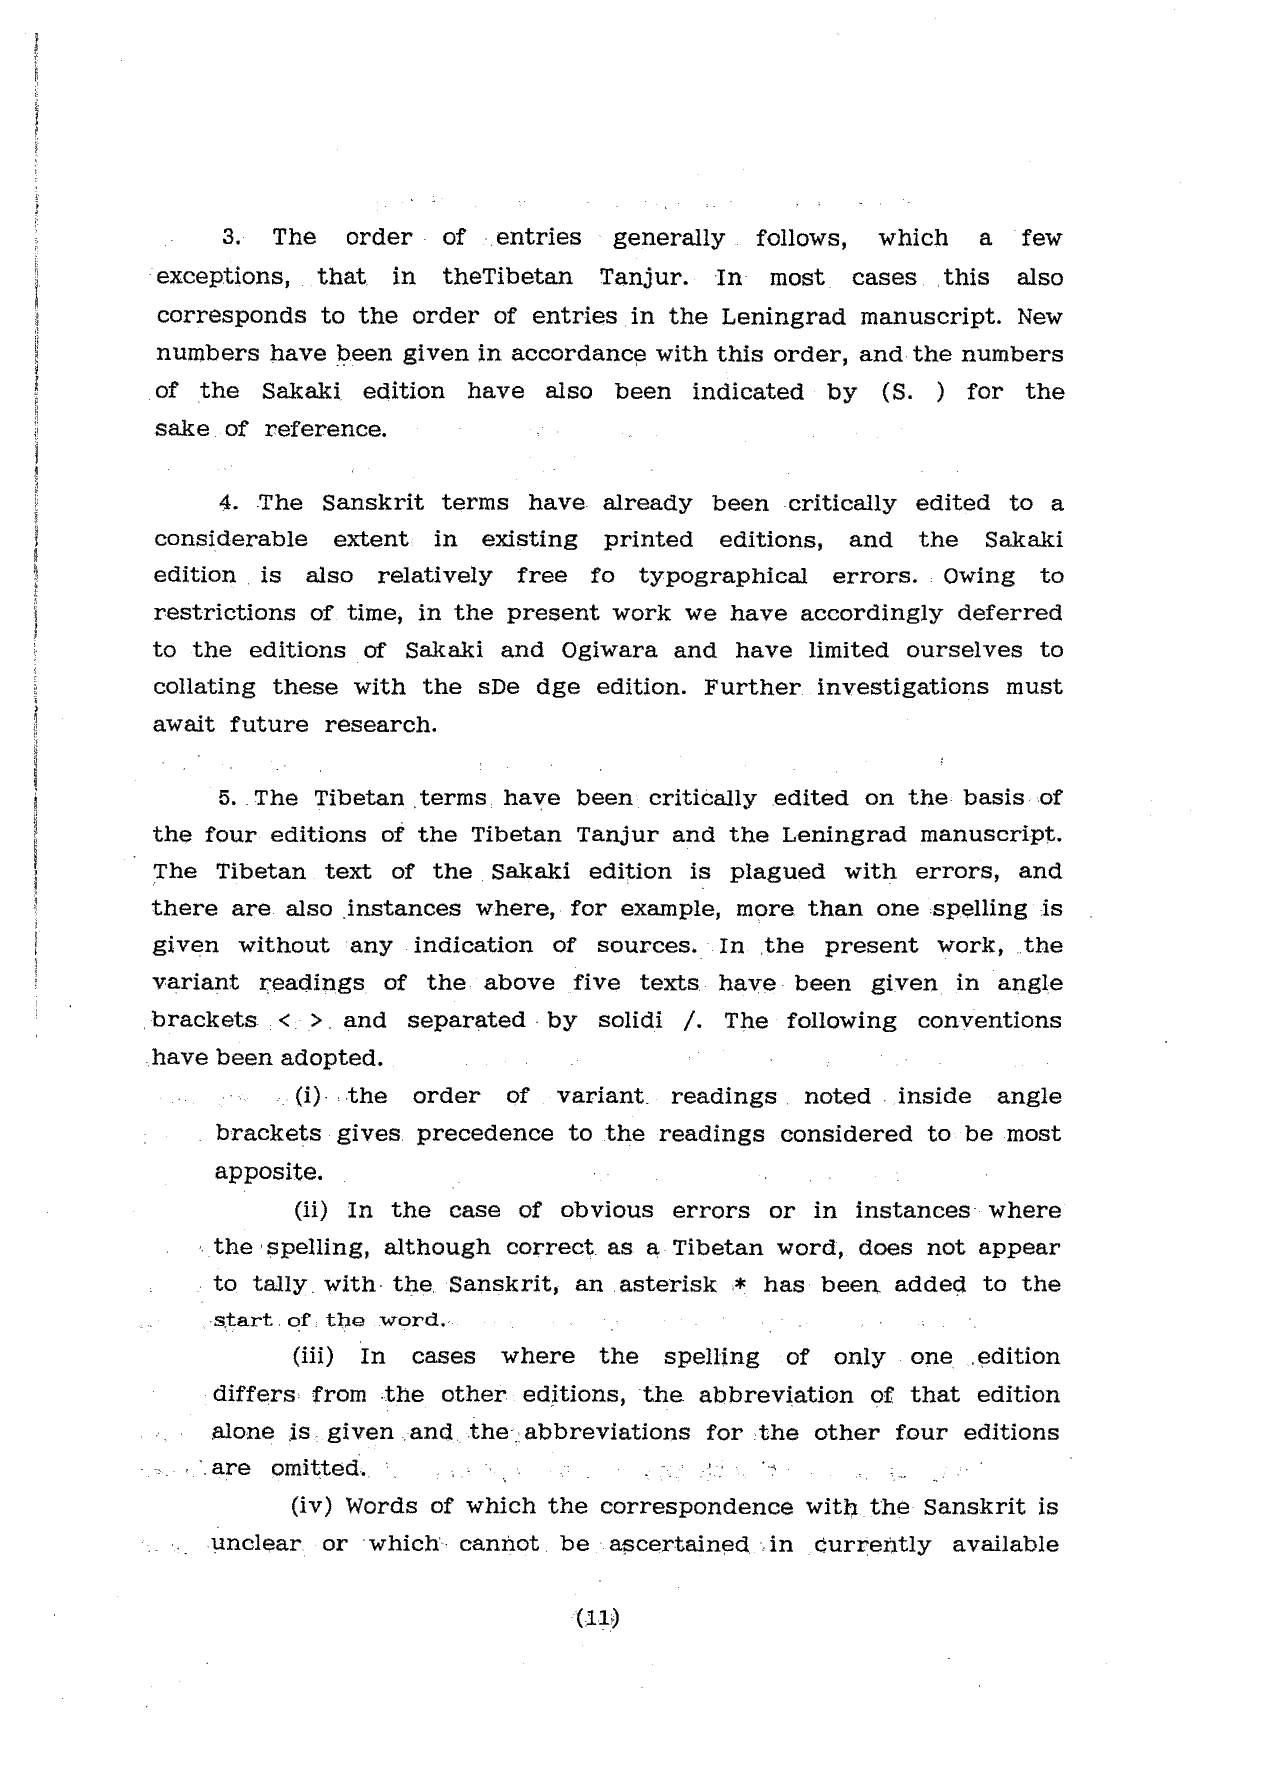 3. The order of entries generally follows, which a few
exceptions, that in theTibetan Tanjur. In most cases this also
corresponds to the order of entries in the Leningrad manuscript. New
numbers have been given in accordance with this order, and the numbers
of the Sakaki edition have also been indicated by (S. ) for the
sake of reference.
4. The Sanskrit terms have already been critically edited to a
considerable extent in existing printed editions, and the Sakaki
edition is also relatively free fo typographical errors. Owing to
restrictions of time, in the present work we have accordingly deferred
to the editions of Sakaki and Ogiwara and have limited ourselves to
collating these with the sDe dge edition. Further investigations must
await future research.
5. The Tibetan terms have been critically edited on the basis of
the four editions of the Tibetan Tanjur and the Leningrad manuscript.
The Tibetan text of the Sakaki edition is plagued with errors, and
there are also instances where, for example, more than one spelling is
given without any indication of sources. In the present work, the
variant readings of the above five texts have been given in angle
brackets < > and separated by solidi /. The following conventions
have been adopted.
(i) the order of variant readings noted inside angle
brackets gives precedence to the readings considered to be most
apposite.
(ii) In the case of obvious errors or in instances where
the spelling, although correct as a Tibetan word, does not appear
to tally with the Sanskrit, an asterisk * has been added to the
start of the word.
(iii) In cases where the spelling of only one edition
differs from the other editions, the abbreviation of that edition
alone is given and the abbreviations for the other four editions
are omitted.
(iv) Words of which the correspondence with the Sanskrit is
unclear or which cannot be ascertained in currently available
(11)